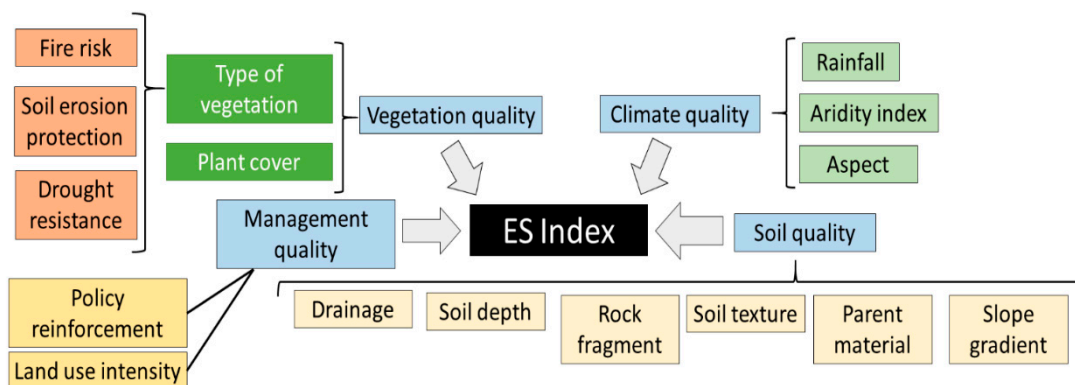 Fire risk
Soil erosion
protection
Drought
resistance
Type of
vegetation
Plant cover
Vegetation quality
Climate quality
Rainfall
Aridity index
Aspect
Management
quality
ES Index
Soil quality
Policy
reinforcement
Land use intensity
Drainage
Soil depth
Rock
fragment
Soil texture
Parent
material
Slope
gradient